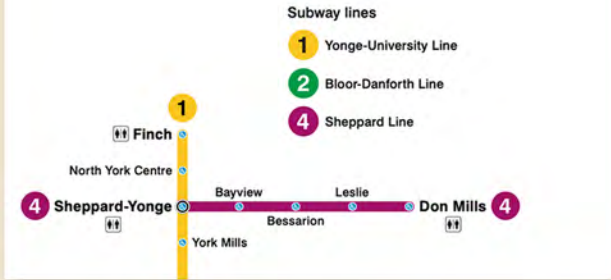 Subway lines
1 Yonge-University Line
2 Bloor-Danforth Line
4 Sheppard Line
1
Finch
North York Centre
4 Sheppard-Yonge
Bayview
Bessarion
Leslie
Don Mills 4
York Mills